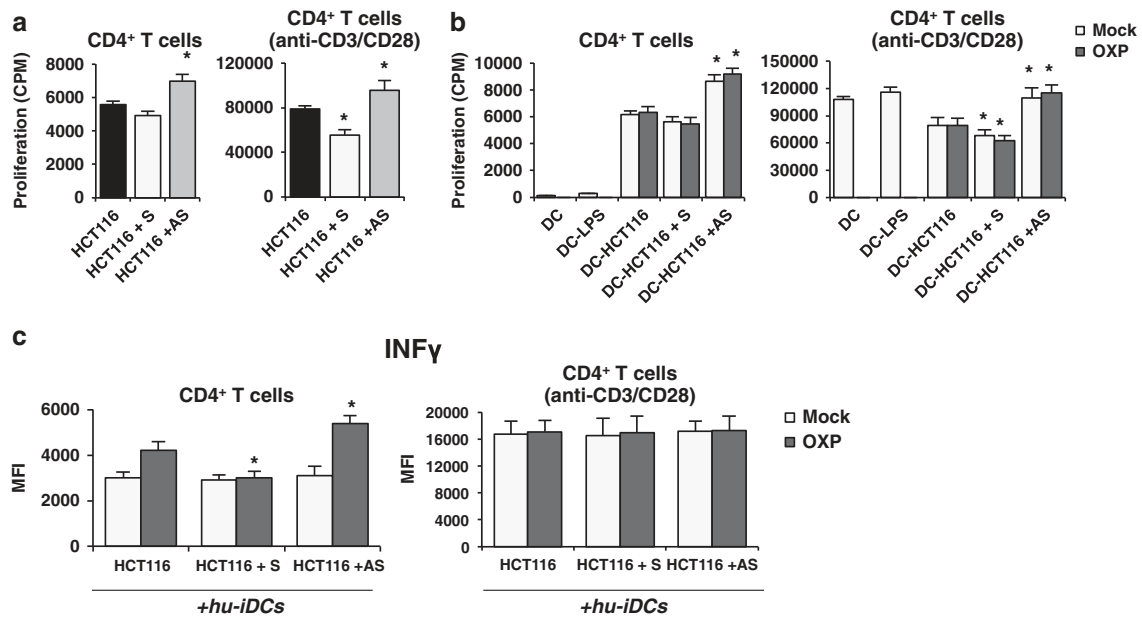 a
CD4+ T cells
Proliferation (CPM)
8000
6000
4000
2000
0
*
HCT116
HCT116 + S
HCT116 +AS
CD4+ T cells
(anti-CD3/CD28)
120000
80000
40000
0
*
*
HCT116
HCT116 + S
HCT116 +AS
b
CD4+ T cells
Proliferation (CPM)
10000
8000
6000
4000
2000
0
* *
DC
DC-LPS
DC-HCT116
DC-HCT116 + S
DC-HCT116 +AS
CD4+ T cells
(anti-CD3/CD28)
150000
120000
90000
60000
30000
0
* *
* *
DC
DC-LPS
DC-HCT116
DC-HCT116 + S
DC-HCT116 +AS
Mock
OXP
c
INFγ
CD4+ T cells
MFI
6000
4000
2000
0
*
*
HCT116 HCT116 + S HCT116 +AS
+hu-iDCs
CD4+ T cells
(anti-CD3/CD28)
MFI
20000
16000
12000
8000
4000
0
HCT116 HCT116 + S HCT116 +AS
+hu-iDCs
Mock
OXP